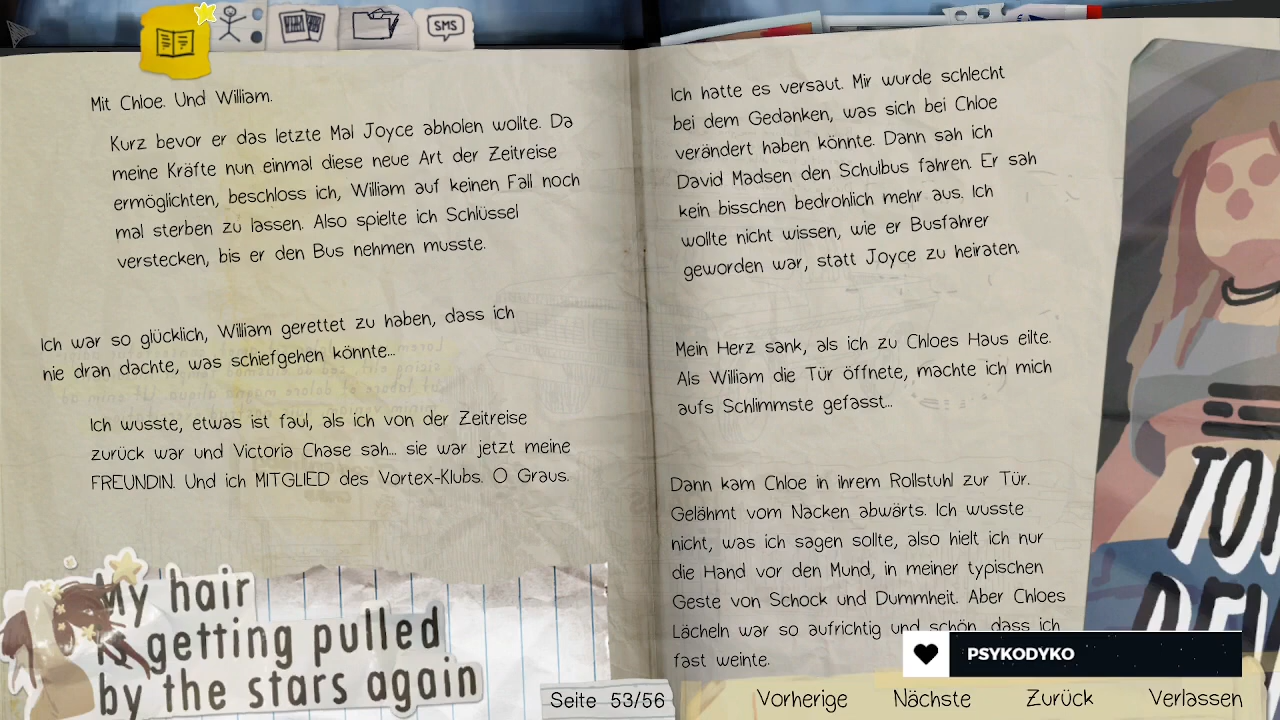 SMS
Mit Chloe. Und William.
Kurz bevor er das letzte Mal Joyce abholen wollte. Da
meine Kräfte nun einmal diese neue Art der Zeitreise
ermöglichten, beschloss ich, William auf keinen Fall noch
mal sterben zu lassen. Also spielte ich Schlüssel
verstecken, bis er den Bus nehmen musste.
Ich war so glücklich, William gerettet zu haben, dass ich
nie dran dachte, was schiefgehen könnte...
Ich wusste, etwas ist faul, als ich von der Zeitreise
zurück war und Victoria Chase sah... sie war jetzt meine
FREUNDIN. Und ich MITGLIED des Vortex-Klubs. O Graus.
My hair
is getting pulled
by the stars again
Ich hatte es versaut. Mir wurde schlecht
bei dem Gedanken, was sich bei Chloe
verändert haben könnte. Dann sah ich
David Madsen den Schulbus fahren. Er sah
kein bisschen bedrohlich mehr aus. Ich
wollte nicht wissen, wie er Busfahrer
geworden war, statt Joyce zu heiraten.
Mein Herz sank, als ich zu Chloes Haus eilte.
Als William die Tür öffnete, machte ich mich
aufs Schlimmste gefasst...
Dann kam Chloe in ihrem Rollstuhl zur Tür.
Gelähmt vom Nacken abwärts. Ich wusste
nicht, was ich sagen sollte, also hielt ich nur
die Hand vor den Mund, in meiner typischen
Geste von Schock und Dummheit. Aber Chloes
Lächeln war so aufrichtig und schön, dass ich
fast weinte.
PSYKODYKO
Seite 53/56
Vorherige
Nächste
Zurück
Verlassen